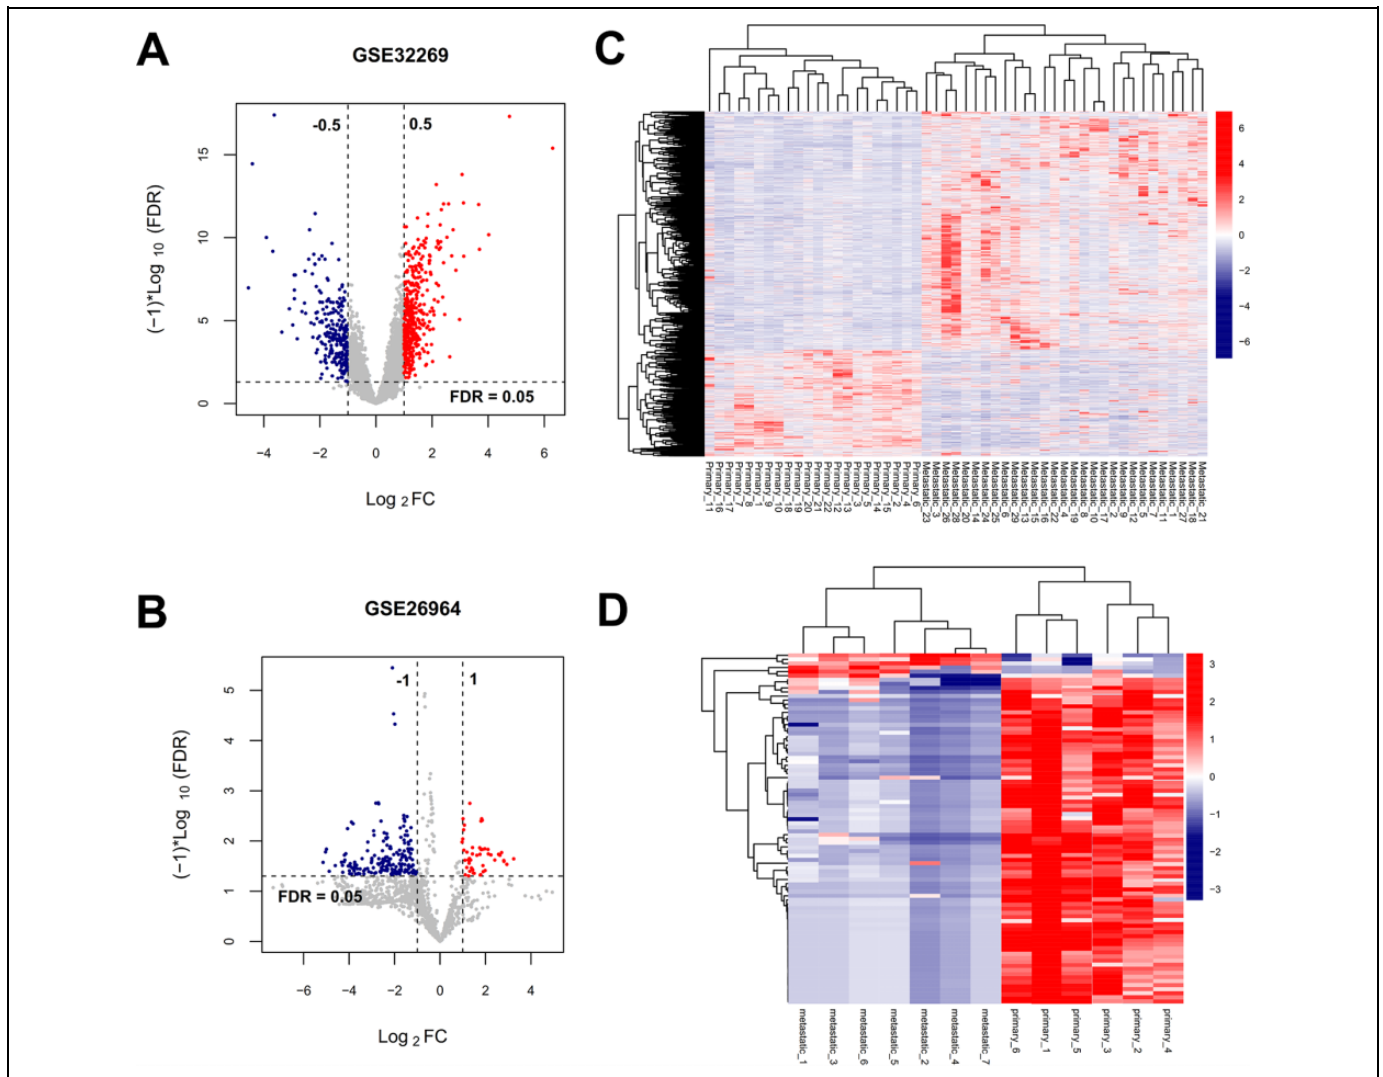 A
GSE32269
-0.5
0.5
15
10
5
0
(−1)*Log 10 (FDR)
FDR = 0.05
−4
−2
0
2
4
6
Log 2 FC
C
6
4
2
0
−2
−4
−6
Primary_11
Primary_16
Primary_17
Primary_7
Primary_8
Primary_1
Primary_9
Primary_10
Primary_18
Primary_19
Primary_20
Primary_21
Primary_22
Primary_12
Primary_13
Primary_3
Primary_5
Primary_14
Primary_15
Primary_2
Primary_4
Primary_6
Metastatic_23
Metastatic_3
Metastatic_26
Metastatic_28
Metastatic_20
Metastatic_14
Metastatic_24
Metastatic_25
Metastatic_6
Metastatic_29
Metastatic_13
Metastatic_15
Metastatic_16
Metastatic_22
Metastatic_4
Metastatic_19
Metastatic_8
Metastatic_10
Metastatic_17
Metastatic_2
Metastatic_9
Metastatic_12
Metastatic_5
Metastatic_7
Metastatic_11
Metastatic_1
Metastatic_27
Metastatic_18
Metastatic_21
B
GSE26964
-1
1
5
4
3
2
1
0
(−1)*Log 10 (FDR)
FDR = 0.05
−6
−4
−2
0
2
4
Log 2 FC
D
3
2
1
0
−1
−2
−3
metastatic_1
metastatic_3
metastatic_6
metastatic_5
metastatic_2
metastatic_4
metastatic_7
primary_6
primary_1
primary_5
primary_3
primary_2
primary_4